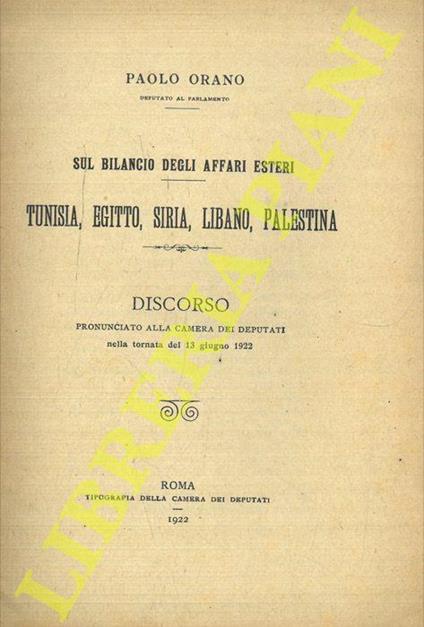 PAOLO ORANO
DEPUTATO AL PARLAMENTO
SUL BILANCIO DEGLI AFFARI ESTERI
TUNISIA, EGITTO, SIRIA, LIBANO, PALESTINA
DISCORSO
PRONUNCIATO ALLA CAMERA DEI DEPUTATI
nella tornata del 13 giugno 1922
ROMA
TIPOGRAFIA DELLA CAMERA DEI DEPUTATI
1922
LIBRERIA PIANI